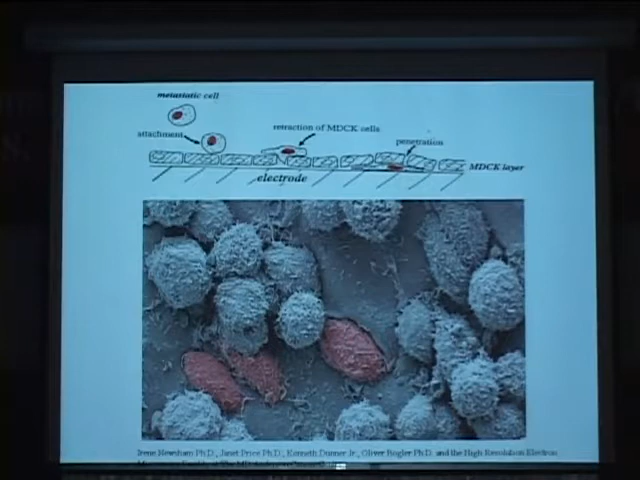 metastatic cell
attachment
retraction of MDCK cells
penetration
MDCK layer
electrode
Irene Newsham Ph.D., Janet Price Ph.D., Kenneth Dunner Jr., Oliver Bogler Ph.D. and the High Resolution Electron